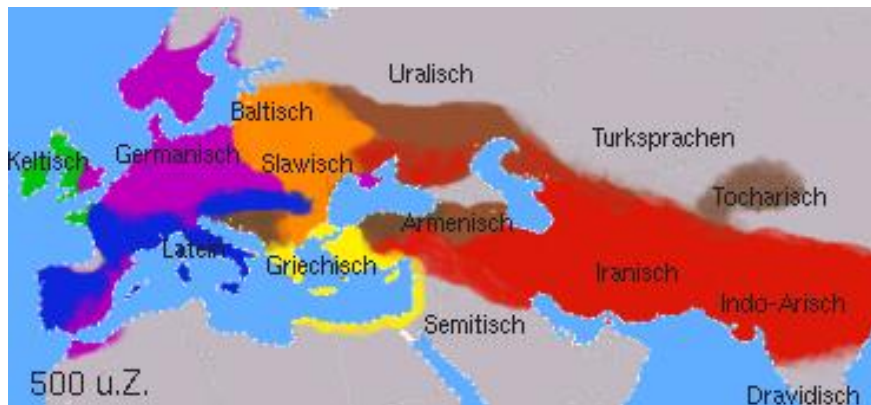 Uralisch
Baltisch
Turksprachen
Keltisch
Germanisch
Slawisch
Tocharisch
Armenisch
Latein
Griechisch
Iranisch
Indo-Arisch
Semitisch
500 u.Z.
Dravidisch